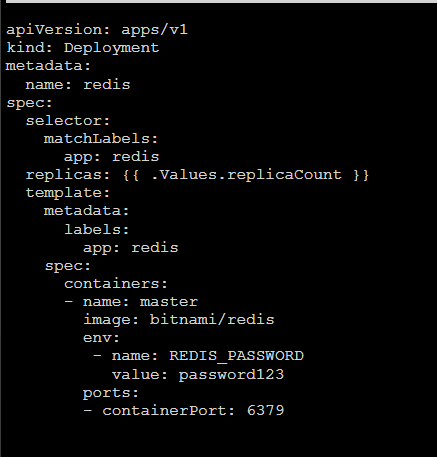 apiVersion: apps/v1
kind: Deployment
metadata:
  name: redis
spec:
  selector:
    matchLabels:
      app: redis
  replicas: {{ .Values.replicaCount }}
  template:
    metadata:
      labels:
        app: redis
    spec:
      containers:
      - name: master
        image: bitnami/redis
        env:
         - name: REDIS_PASSWORD
           value: password123
        ports:
        - containerPort: 6379